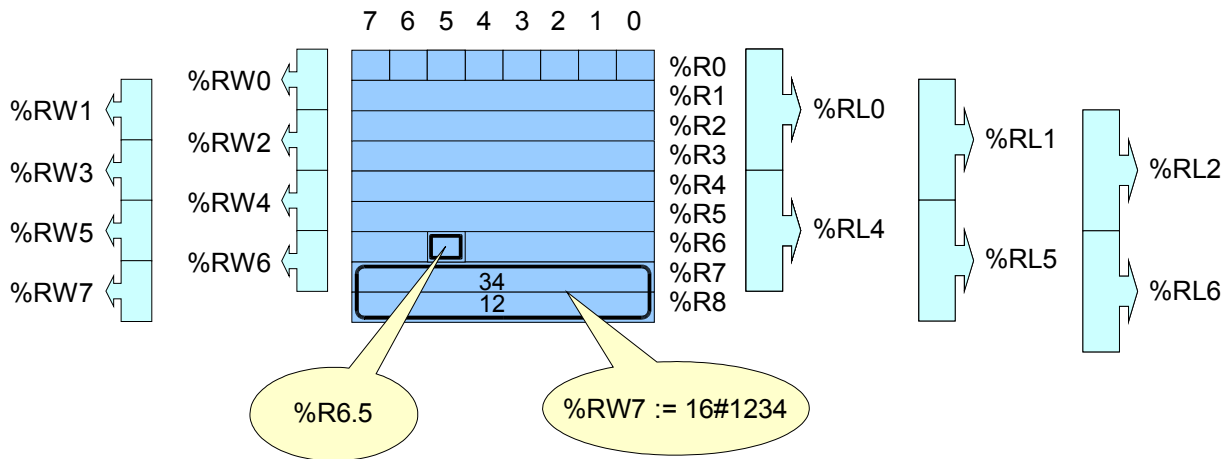 7 6 5 4 3 2 1 0
%R0
%R1
%R2
%R3
%R4
%R5
%R6
%R7
%R8
%RW0
%RW2
%RW4
%RW6
%RW1
%RW3
%RW5
%RW7
%RL0
%RL4
%RL1
%RL5
%RL2
%RL6
34
12
%R6.5
%RW7 := 16#1234